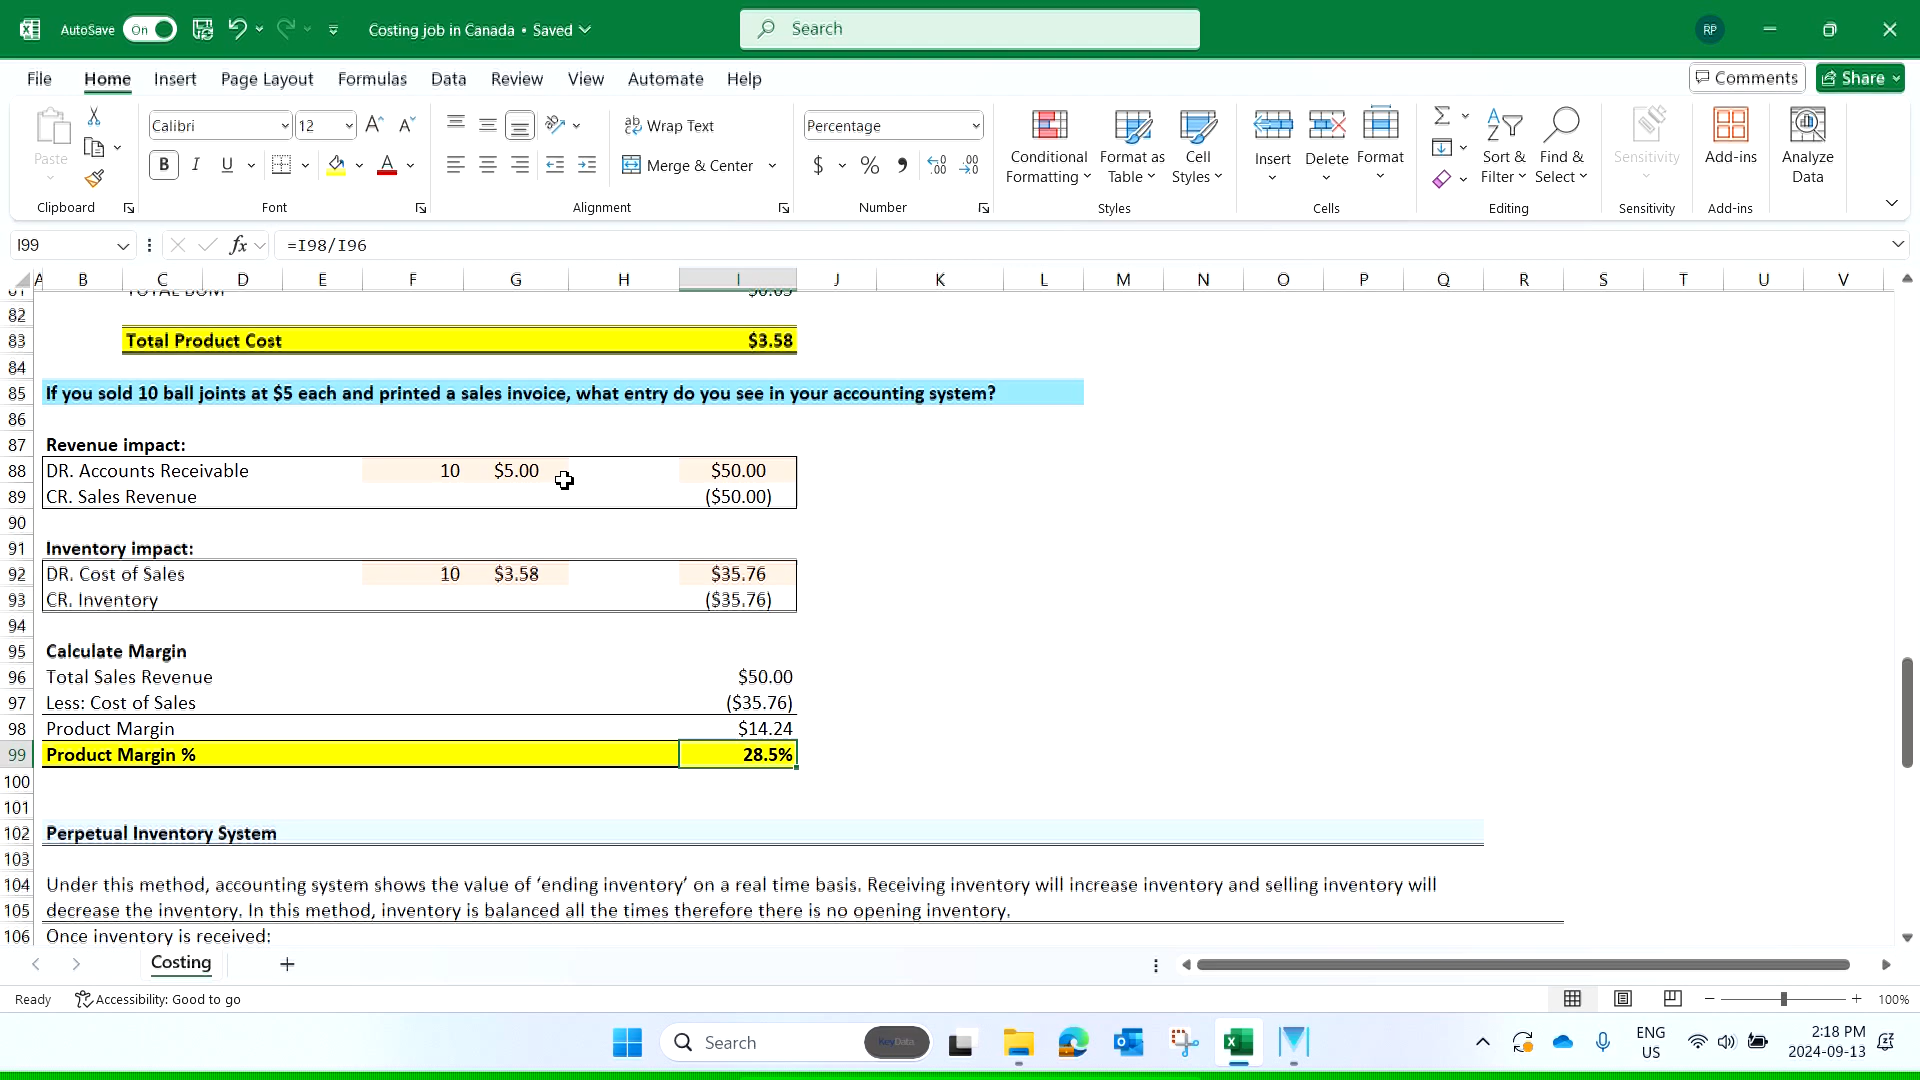 AutoSave On Costing job in Canada • Saved Search RP
File Home Insert Page Layout Formulas Data Review View Automate Help Comments Share
Paste
Clipboard
Calibri 12
B I U A
Font
ab Wrap Text
Merge & Center
Alignment
Percentage
$ % 9 .00
Number
Conditional Formatting
Format as Table
Cell Styles
Styles
Insert Delete Format
Cells
Sort & Filter
Find & Select
Editing
Sensitivity
Sensitivity
Add-ins
Add-ins
Analyze Data
I99 fx =I98/I96
A B C D E F G H I J K L M N O P Q R S T U V
81 TOTAL BOM
82
83 Total Product Cost $3.58
84
85 If you sold 10 ball joints at $5 each and printed a sales invoice, what entry do you see in your accounting system?
86
87 Revenue impact:
88 DR. Accounts Receivable 10 $5.00 $50.00
89 CR. Sales Revenue ($50.00)
90
91 Inventory impact:
92 DR. Cost of Sales 10 $3.58 $35.76
93 CR. Inventory ($35.76)
94
95 Calculate Margin
96 Total Sales Revenue $50.00
97 Less: Cost of Sales ($35.76)
98 Product Margin $14.24
99 Product Margin % 28.5%
100
101
102 Perpetual Inventory System
103
104 Under this method, accounting system shows the value of ‘ending inventory’ on a real time basis. Receiving inventory will increase inventory and selling inventory will
105 decrease the inventory. In this method, inventory is balanced all the times therefore there is no opening inventory.
106 Once inventory is received:
Costing
Ready Accessibility: Good to go 100%
Search KeyData
ENG US
2:18 PM
2024-09-13